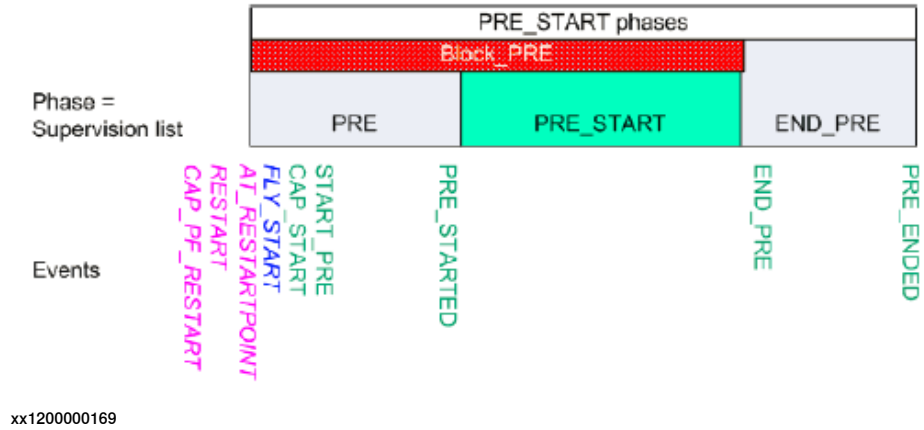 PRE_START phases
Block_PRE
Phase =
Supervision list
PRE
PRE_START
END_PRE
Events
CAP_PF_RESTART
RESTART
AT_RESTARTPOINT
FLY_START
CAP_START
START_PRE
PRE_STARTED
END_PRE
PRE_ENDED
xx1200000169